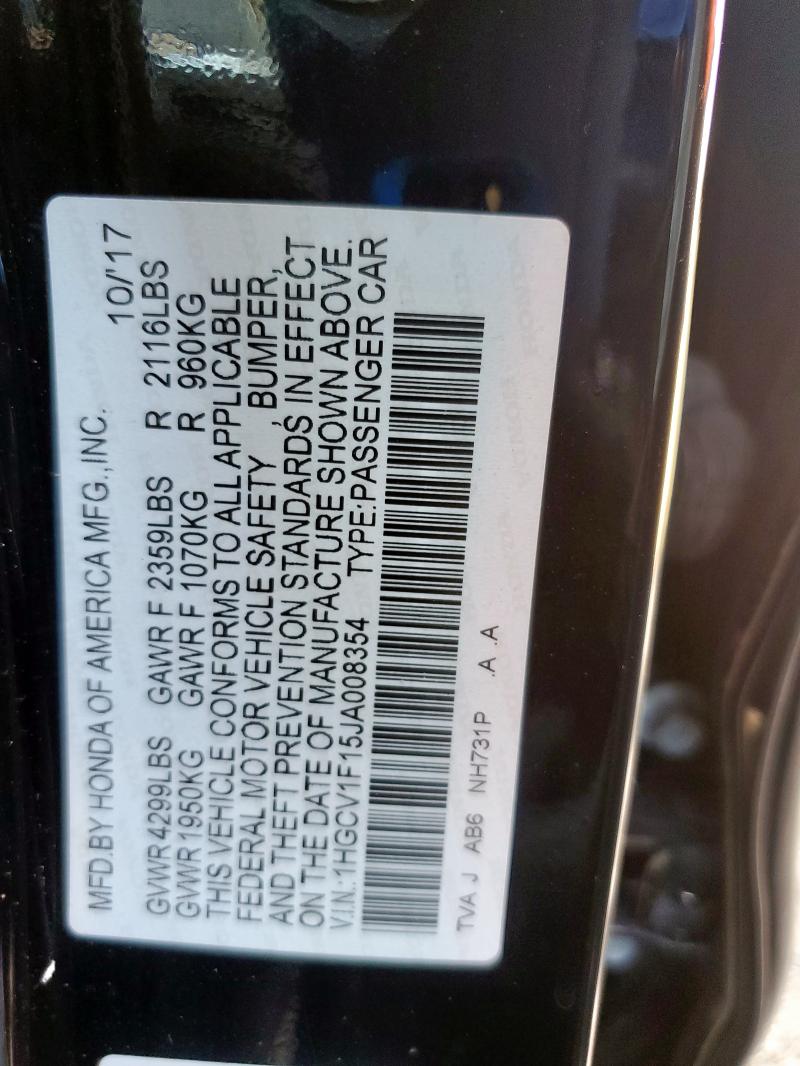 MFD.BY HONDA OF AMERICA MFG.,INC. 10/'17
GVWR 4299LBS GAWR F 2359LBS R 2116LBS
GVWR 1950KG GAWR F 1070KG R 960KG
THIS VEHICLE CONFORMS TO ALL APPLICABLE
FEDERAL MOTOR VEHICLE SAFETY, BUMPER,
AND THEFT PREVENTION STANDARDS IN EFFECT
ON THE DATE OF MANUFACTURE SHOWN ABOVE.
V.I.N.:1HGCV1F15JA008354 TYPE:PASSENGER CAR
TVA J AB6 NH731P .A .A